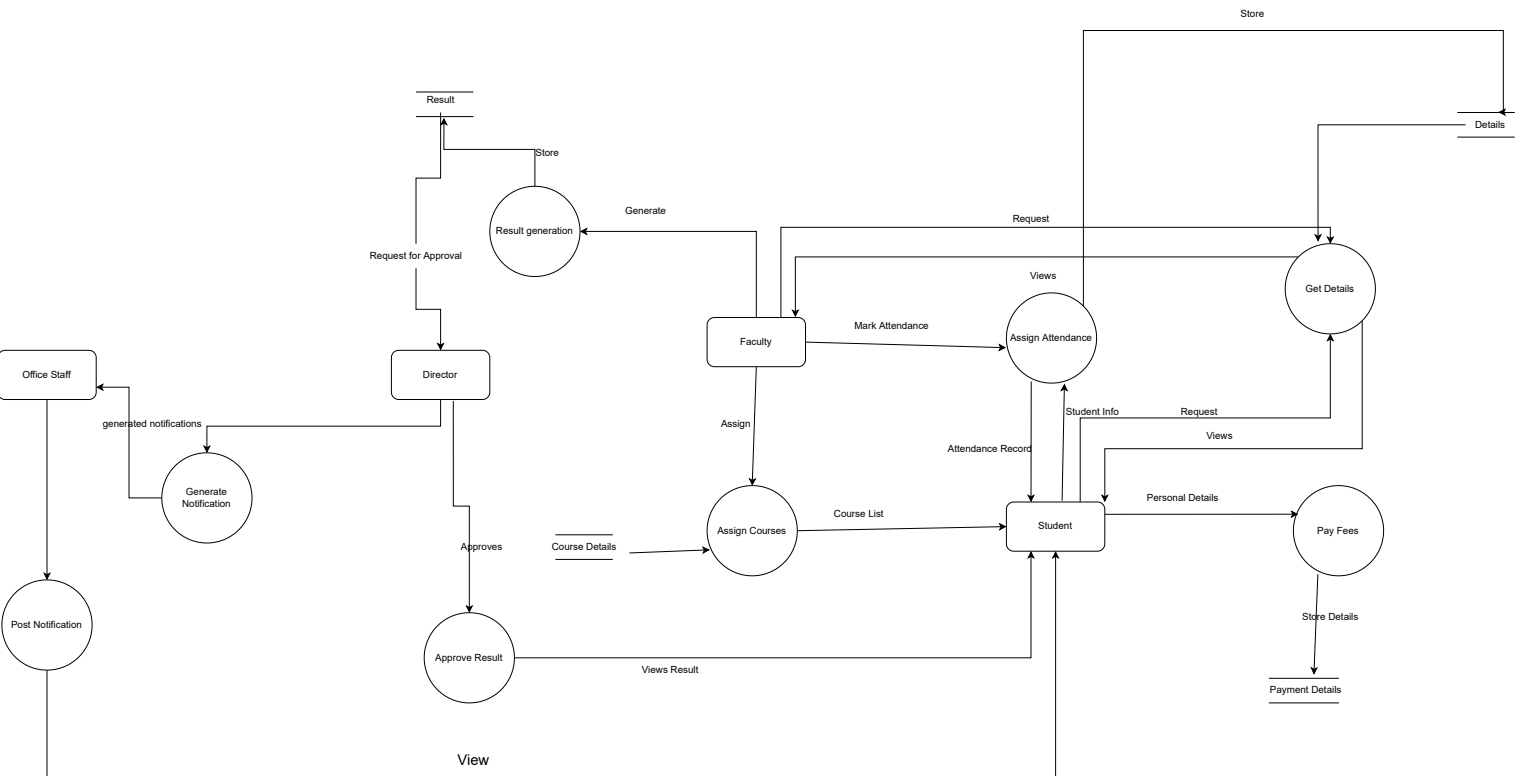 Store
Result
Details
Store
Generate
Request
Result generation
Request for Approval
Views
Get Details
Mark Attendance
Faculty
Assign Attendance
Office Staff
Director
Student Info
Request
generated notifications
Assign
Views
Attendance Record
Generate
Notification
Personal Details
Course List
Student
Assign Courses
Pay Fees
Course Details
Approves
Store Details
Post Notification
Approve Result
Views Result
Payment Details
View